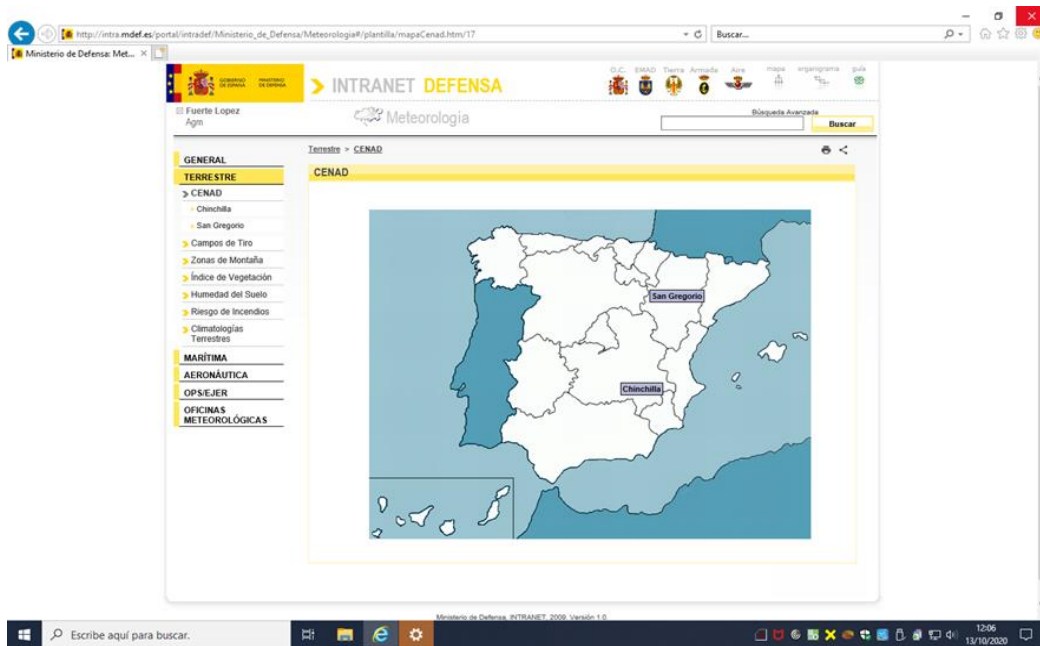 http://intra.mdef.es/portal/intradef/Ministerio_de_Defensa/Meteorologia#/plantilla/mapaCenad.htm/17
Buscar...
Ministerio de Defensa: Met...
GOBIERNO DE ESPAÑA
MINISTERIO DE DEFENSA
INTRANET DEFENSA
O.C. EMAD Tierra Armada Aire mapa organigrama guía
Fuerte Lopez
Agm
Meteorología
Búsqueda Avanzada
Buscar
Terrestre > CENAD
CENAD
GENERAL
TERRESTRE
CENAD
Chinchilla
San Gregorio
Campos de Tiro
Zonas de Montaña
Índice de Vegetación
Humedad del Suelo
Riesgo de Incendios
Climatologías
Terrestres
MARÍTIMA
AERONÁUTICA
OPS/EJER
OFICINAS
METEOROLÓGICAS
San Gregorio
Chinchilla
Ministerio de Defensa. INTRANET. 2009. Versión 1.0
Escribe aquí para buscar.
12:06
13/10/2020